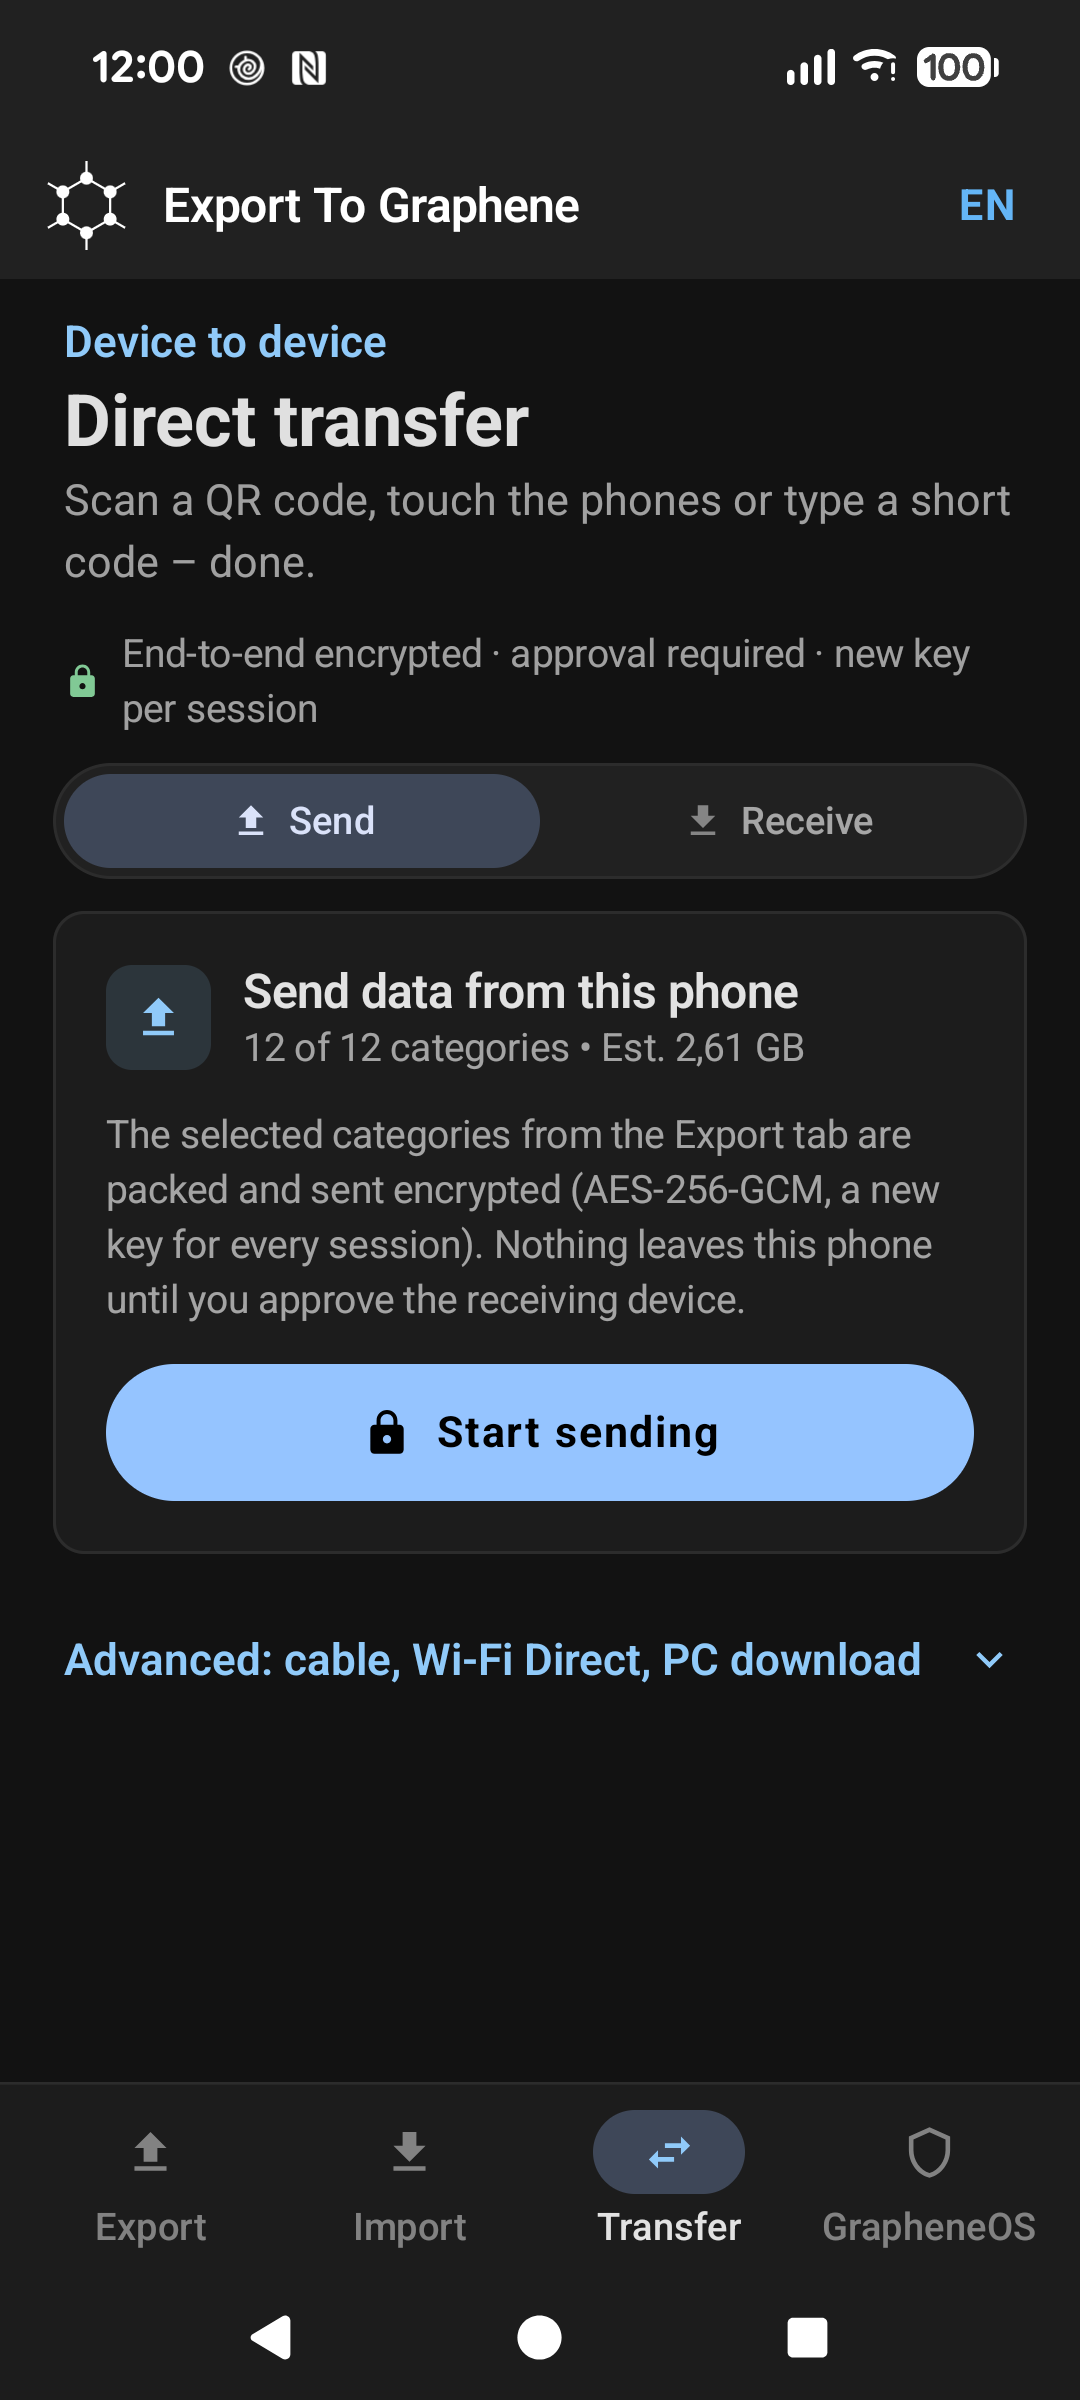 12:00
100
Export To Graphene
EN
Device to device
Direct transfer
Scan a QR code, touch the phones or type a short
code – done.
End-to-end encrypted · approval required · new key
per session
Send
Receive
Send data from this phone
12 of 12 categories • Est. 2,61 GB
The selected categories from the Export tab are
packed and sent encrypted (AES-256-GCM, a new
key for every session). Nothing leaves this phone
until you approve the receiving device.
Start sending
Advanced: cable, Wi-Fi Direct, PC download
Export
Import
Transfer
GrapheneOS